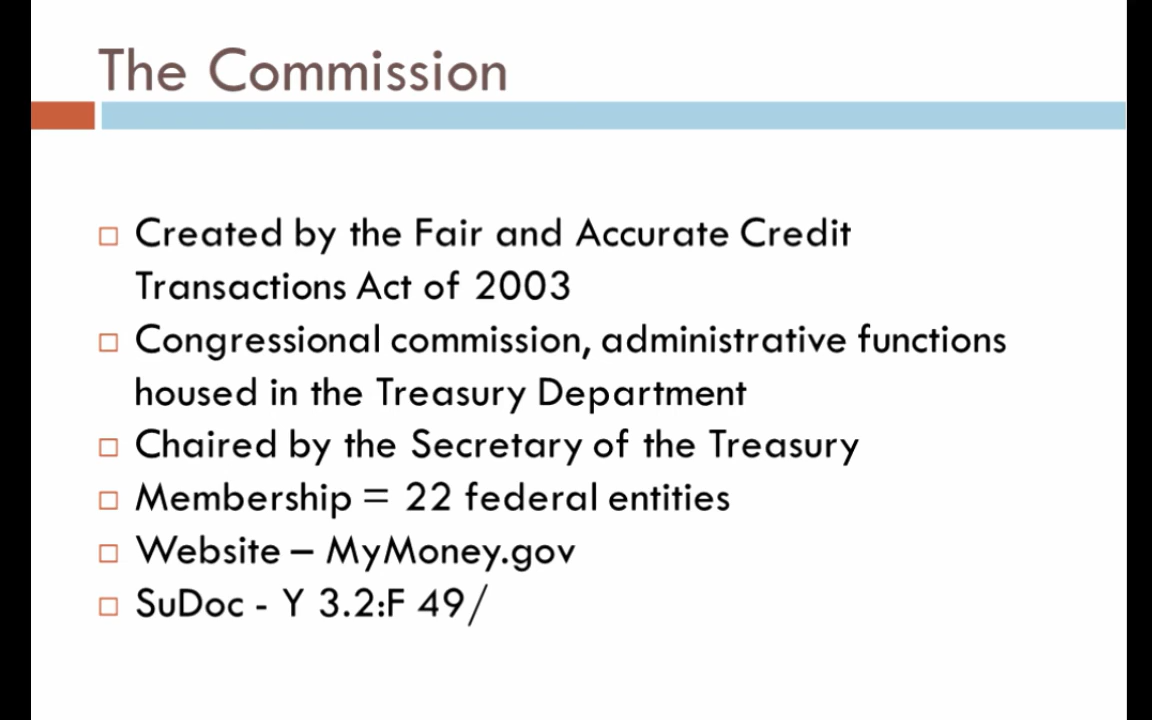 The Commission
Created by the Fair and Accurate Credit
Transactions Act of 2003
Congressional commission, administrative functions
housed in the Treasury Department
Chaired by the Secretary of the Treasury
Membership = 22 federal entities
Website – MyMoney.gov
SuDoc - Y 3.2:F 49/